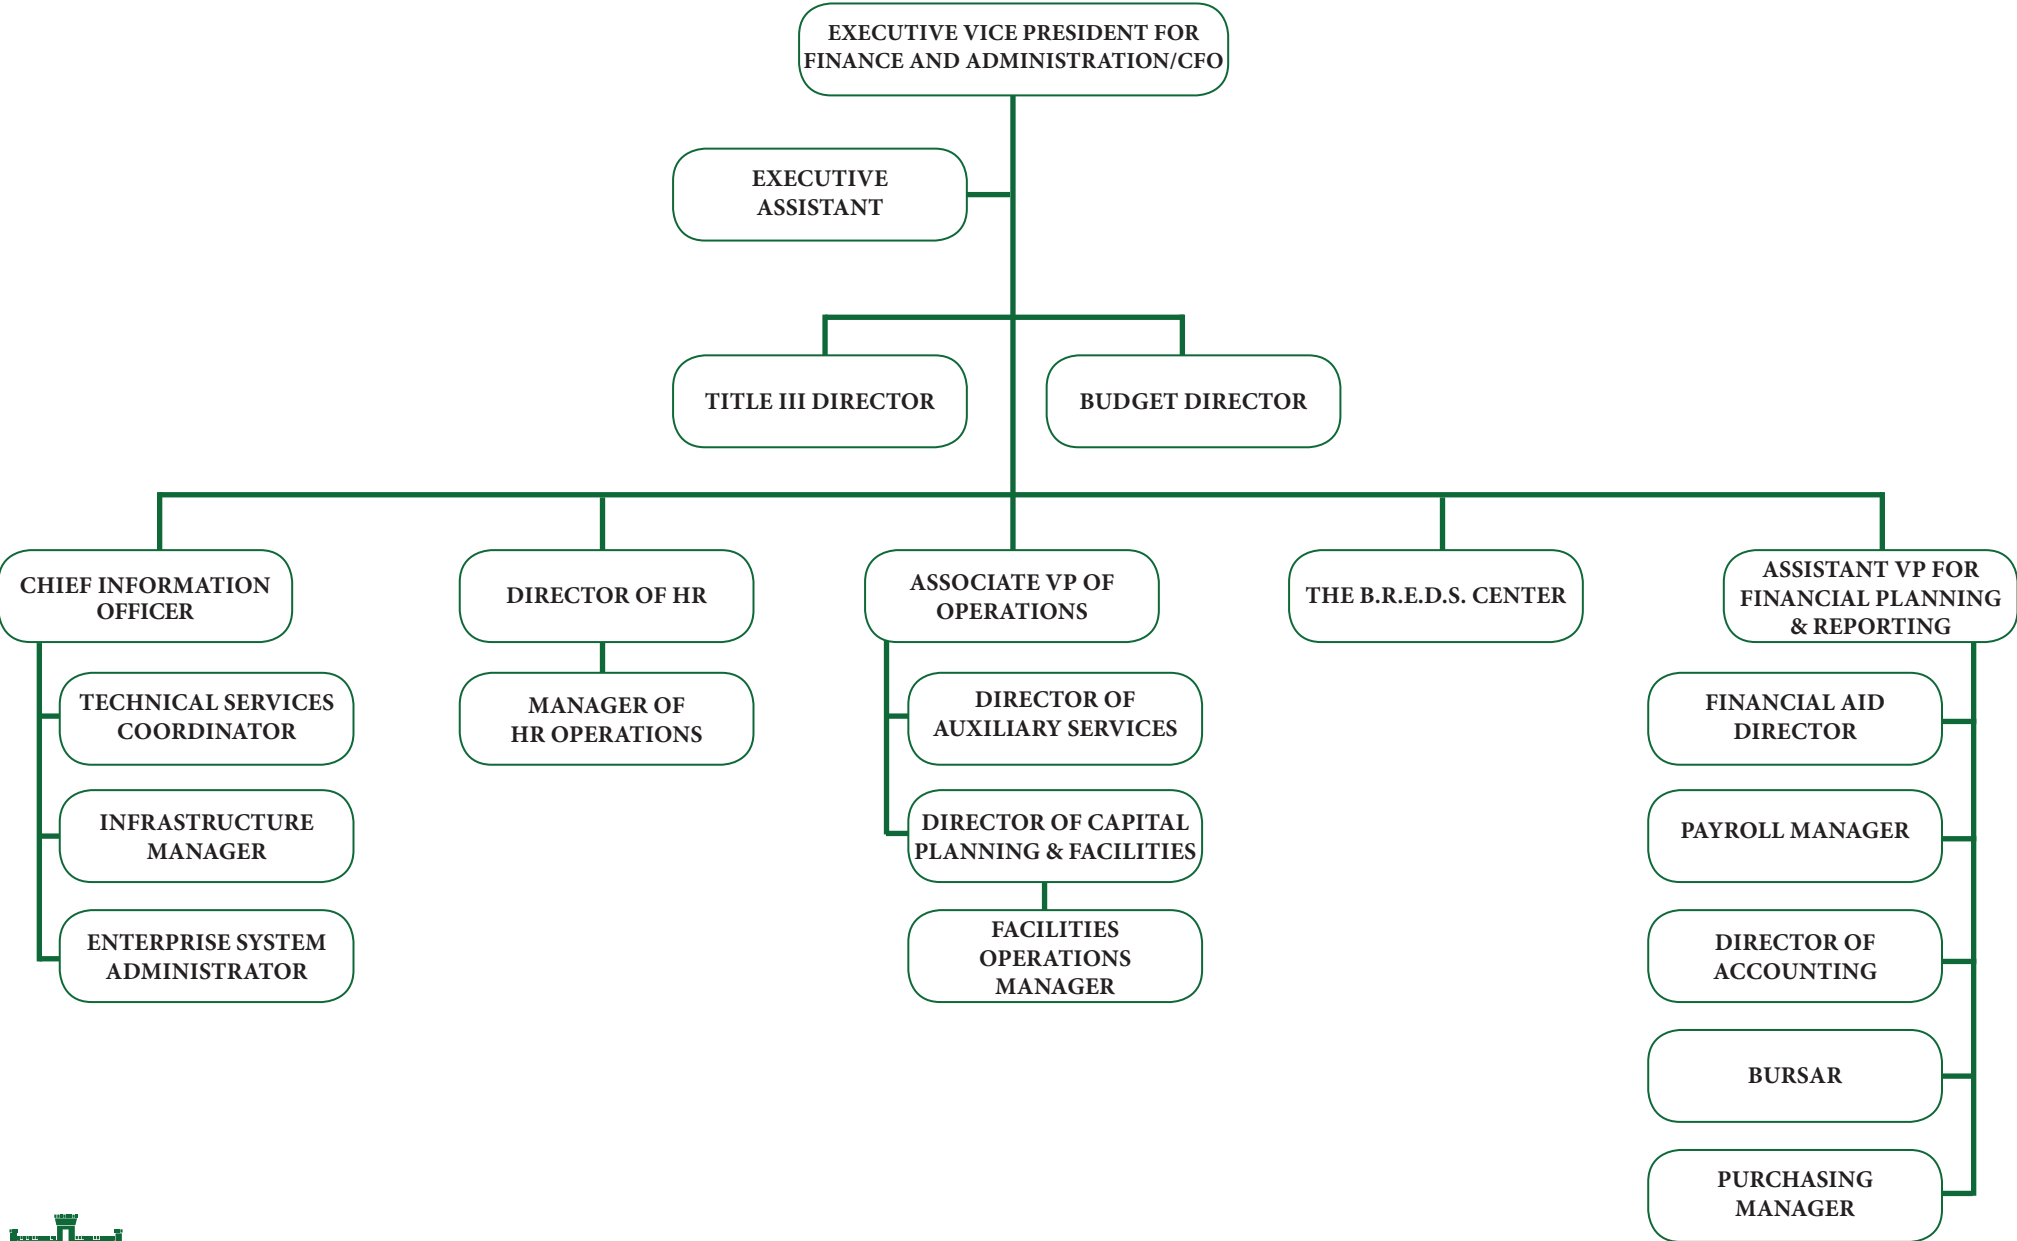 EXECUTIVE VICE PRESIDENT FOR
FINANCE AND ADMINISTRATION/CFO
EXECUTIVE
ASSISTANT
TITLE III DIRECTOR
BUDGET DIRECTOR
CHIEF INFORMATION
OFFICER
DIRECTOR OF HR
ASSOCIATE VP OF
OPERATIONS
THE B.R.E.D.S. CENTER
ASSISTANT VP FOR
FINANCIAL PLANNING
& REPORTING
TECHNICAL SERVICES
COORDINATOR
MANAGER OF
HR OPERATIONS
DIRECTOR OF
AUXILIARY SERVICES
FINANCIAL AID
DIRECTOR
INFRASTRUCTURE
MANAGER
DIRECTOR OF CAPITAL
PLANNING & FACILITIES
PAYROLL MANAGER
ENTERPRISE SYSTEM
ADMINISTRATOR
FACILITIES
OPERATIONS
MANAGER
DIRECTOR OF
ACCOUNTING
BURSAR
PURCHASING
MANAGER